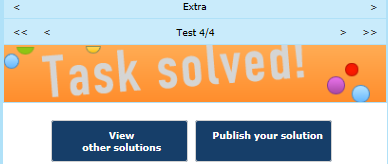 < Extra >
<< < Test 4/4 > >>
Task solved!
View Publish your solution
other solutions